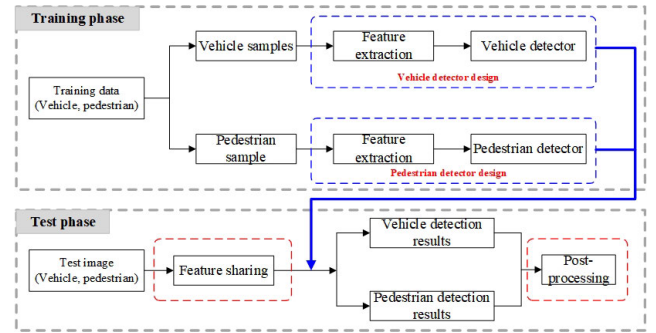 Training phase
Vehicle samples
Feature
extraction
Vehicle detector
Vehicle detector design
Training data
(Vehicle, pedestrian)
Pedestrian
sample
Feature
extraction
Pedestrian detector
Pedestrian detector design
Test phase
Test image
(Vehicle, pedestrian)
Feature sharing
Vehicle detection
results
Pedestrian detection
results
Post-
processing